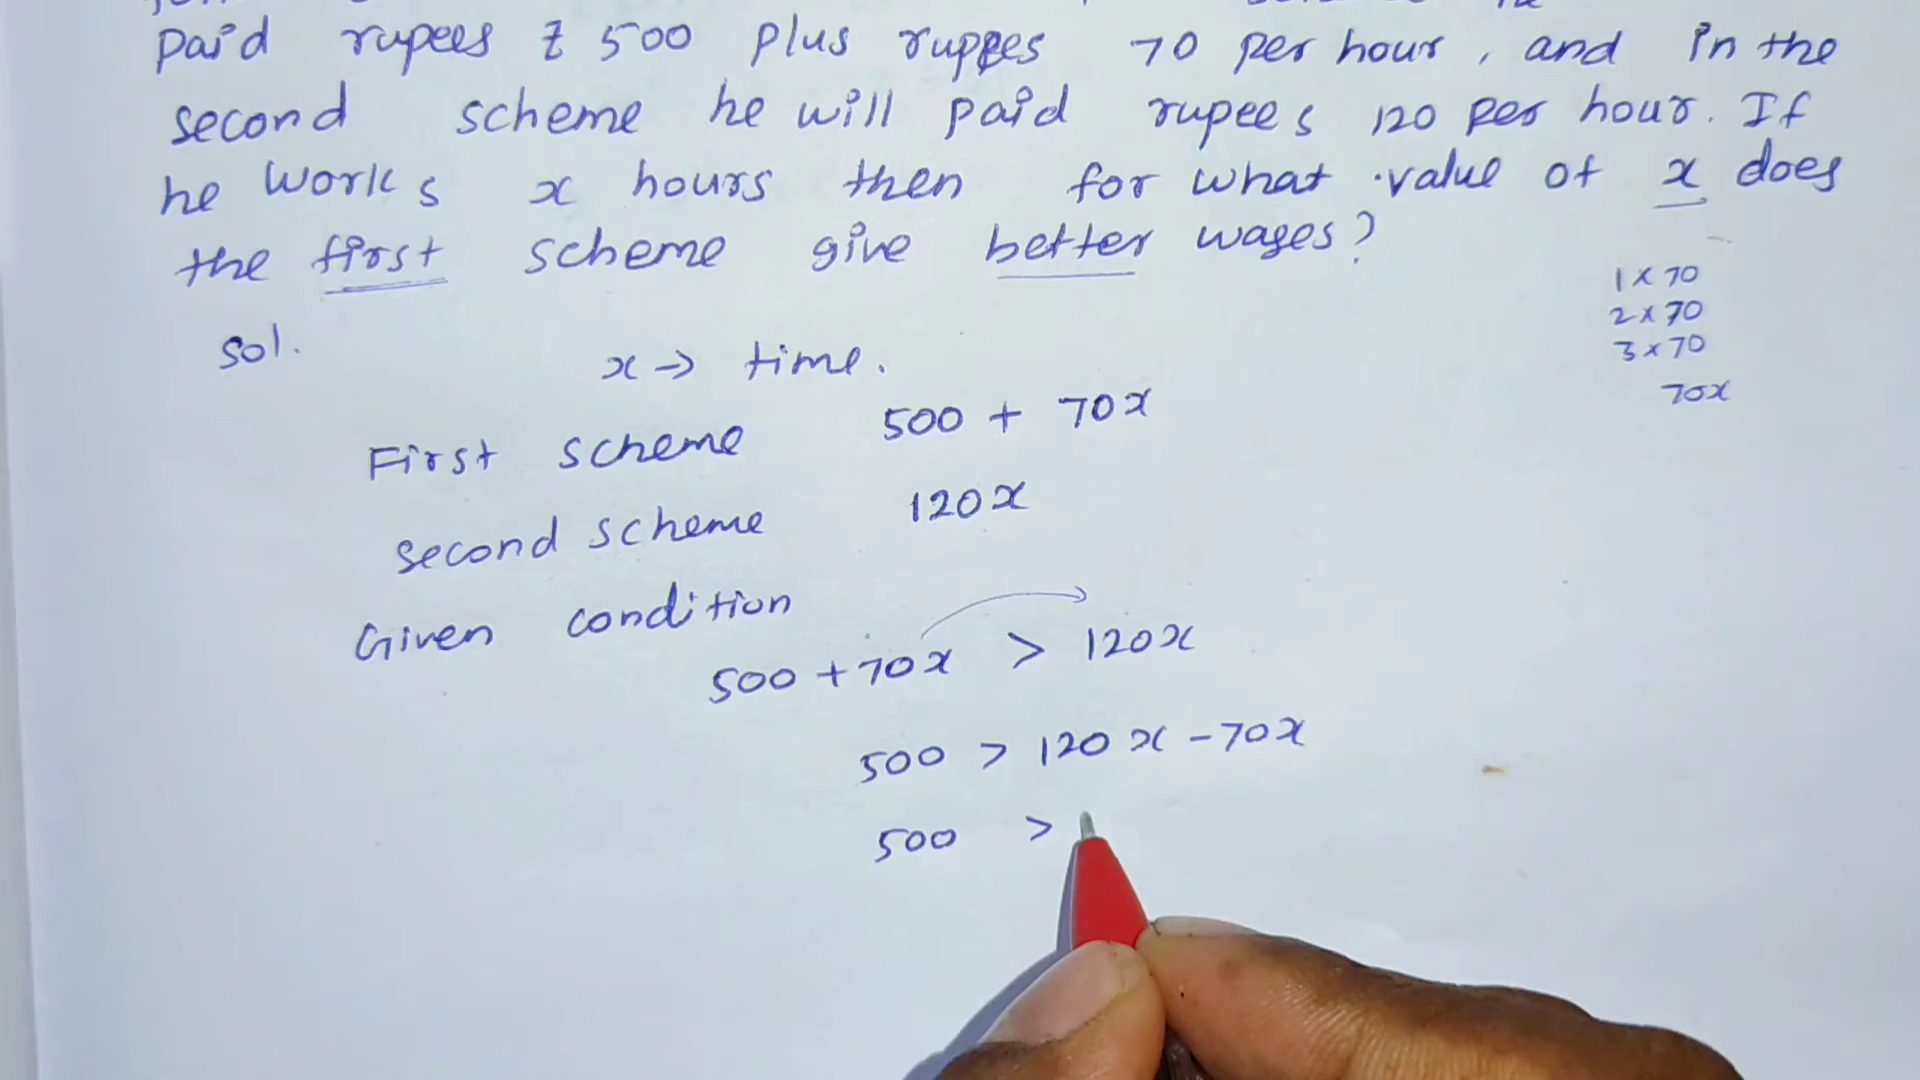 Paid rupees ₹ 500 plus ruppes 70 per hour, and in the
second scheme he will paid rupees 120 per hour. If
he works x hours then for what value of x does
the first scheme give better wages?
1 x 70
2 x 70
3 x 70
70x
sol.
x → time.
First scheme 500 + 70x
second scheme 120x
Given condition
500 + 70x > 120x
500 > 120x - 70x
500 >